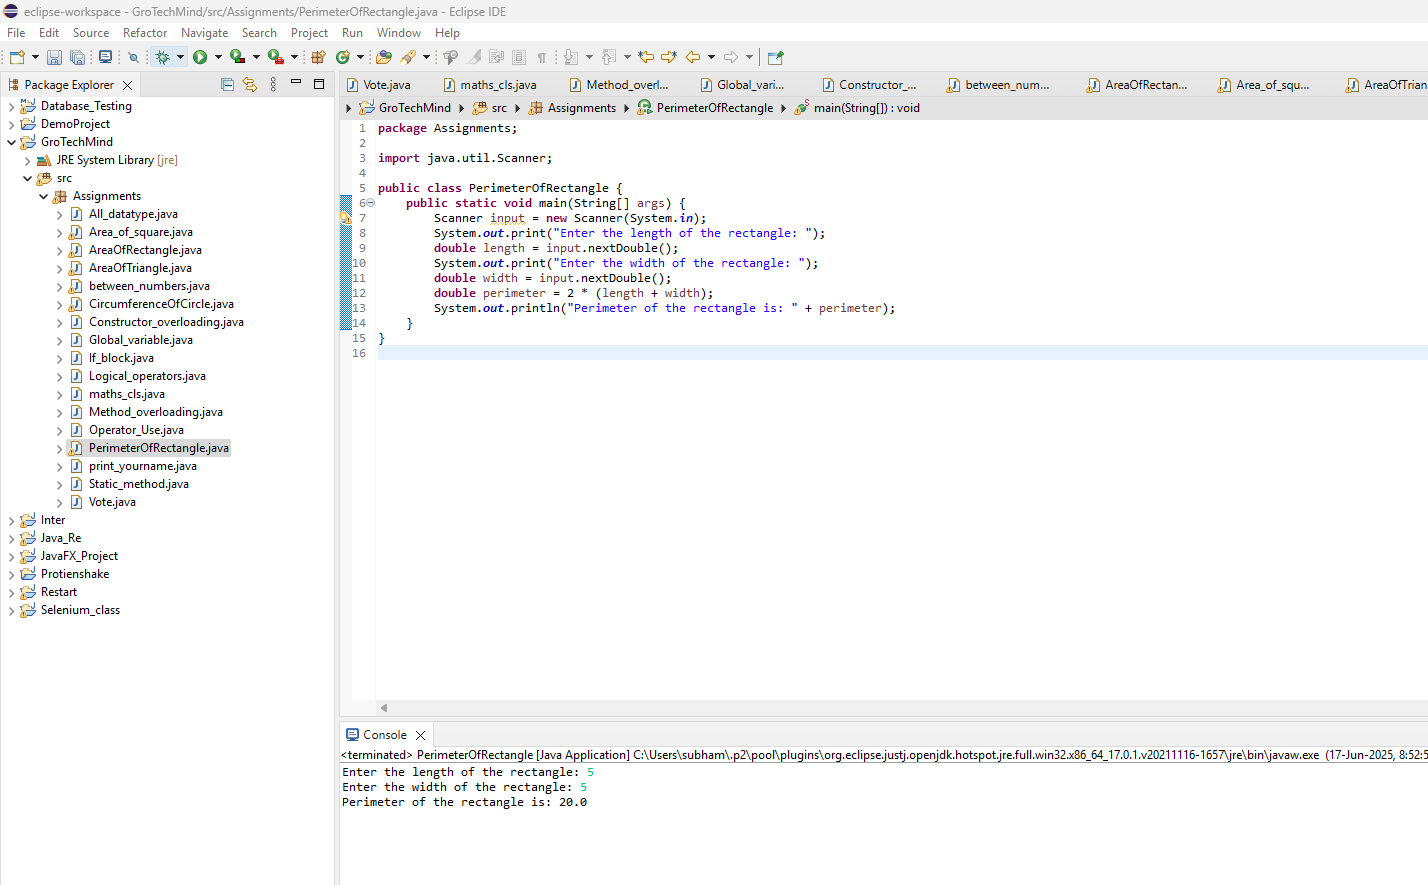 eclipse-workspace - GroTechMind/src/Assignments/PerimeterOfRectangle.java - Eclipse IDE
File Edit Source Refactor Navigate Search Project Run Window Help
Package Explorer
Database_Testing
DemoProject
GroTechMind
JRE System Library [jre]
src
Assignments
All_datatype.java
Area_of_square.java
AreaOfRectangle.java
AreaOfTriangle.java
between_numbers.java
CircumferenceOfCircle.java
Constructor_overloading.java
Global_variable.java
If_block.java
Logical_operators.java
maths_cls.java
Method_overloading.java
Operator_Use.java
PerimeterOfRectangle.java
print_yourname.java
Static_method.java
Vote.java
Inter
Java_Re
JavaFX_Project
Protienshake
Restart
Selenium_class
Vote.java maths_cls.java Method_overl... Global_vari... Constructor_... between_num... AreaOfRectan... Area_of_squ... AreaOfTrian
GroTechMind src Assignments PerimeterOfRectangle main(String[]) : void
1 package Assignments;
2
3 import java.util.Scanner;
4
5 public class PerimeterOfRectangle {
6 public static void main(String[] args) {
7 Scanner input = new Scanner(System.in);
8 System.out.print("Enter the length of the rectangle: ");
9 double length = input.nextDouble();
10 System.out.print("Enter the width of the rectangle: ");
11 double width = input.nextDouble();
12 double perimeter = 2 * (length + width);
13 System.out.println("Perimeter of the rectangle is: " + perimeter);
14 }
15 }
16
Console
<terminated> PerimeterOfRectangle [Java Application] C:\Users\subham\.p2\pool\plugins\org.eclipse.justj.openjdk.hotspot.jre.full.win32.x86_64_17.0.1.v20211116-1657\jre\bin\javaw.exe (17-Jun-2025, 8:52:5
Enter the length of the rectangle: 5
Enter the width of the rectangle: 5
Perimeter of the rectangle is: 20.0